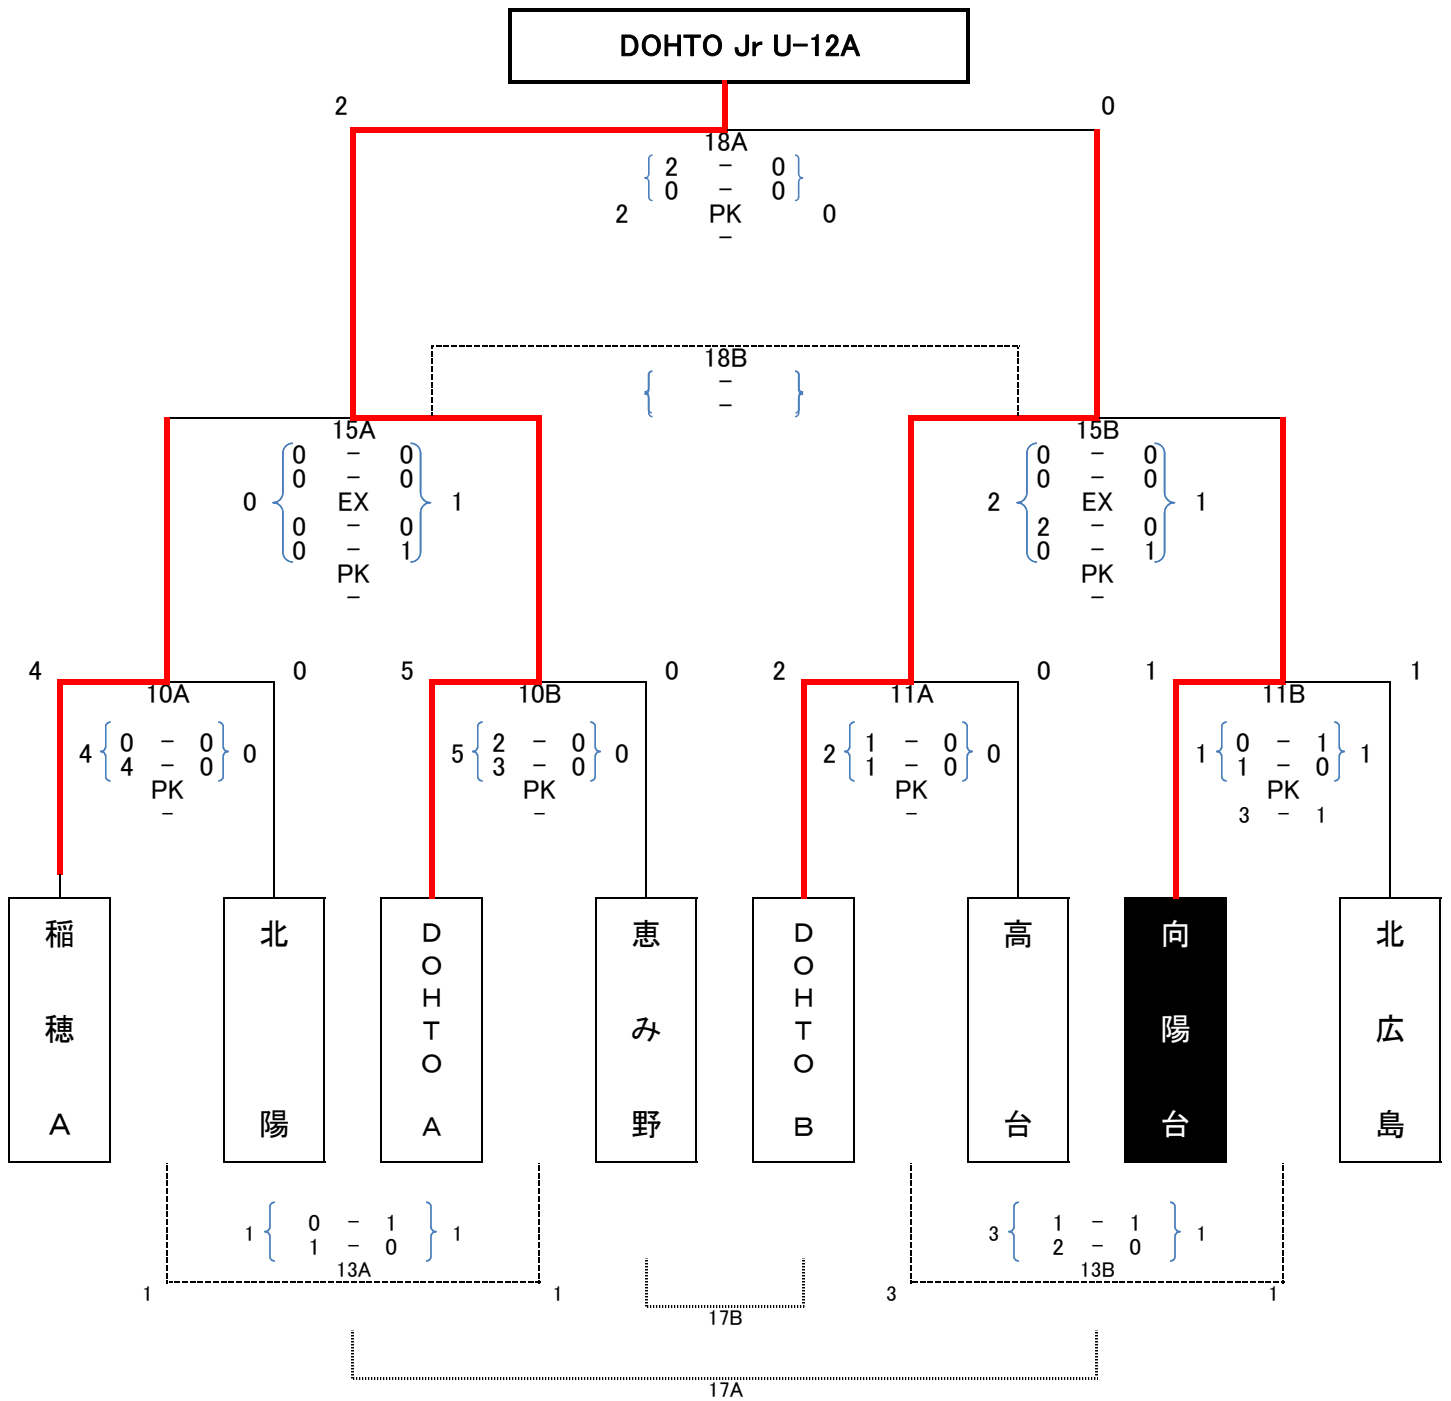 DOHTO Jr U-12A
2 0
18A
2 - 0
0 - 0
2 PK 0
-
18B
-
-
15A 15B
0 - 0 0 - 0
0 - 0 0 - 0
0 EX 1 2 EX 1
0 - 0 2 - 0
0 - 1 0 - 1
PK PK
- -
4 0 5 0 2 0 1 1
10A 10B 11A 11B
4 0 - 0 0 5 2 - 0 0 2 1 - 0 0 1 0 - 1 1
4 - 0 3 - 0 1 - 0 1 - 0
PK PK PK PK
- - - 3 - 1
稲穂A
北陽
DOHTO A
恵み野
DOHTO B
高台
向陽台
北広島
0 - 1 1 - 1
1 1 3 1
1 - 0 2 - 0
13A 13B
1 1 3 1
17B
17A